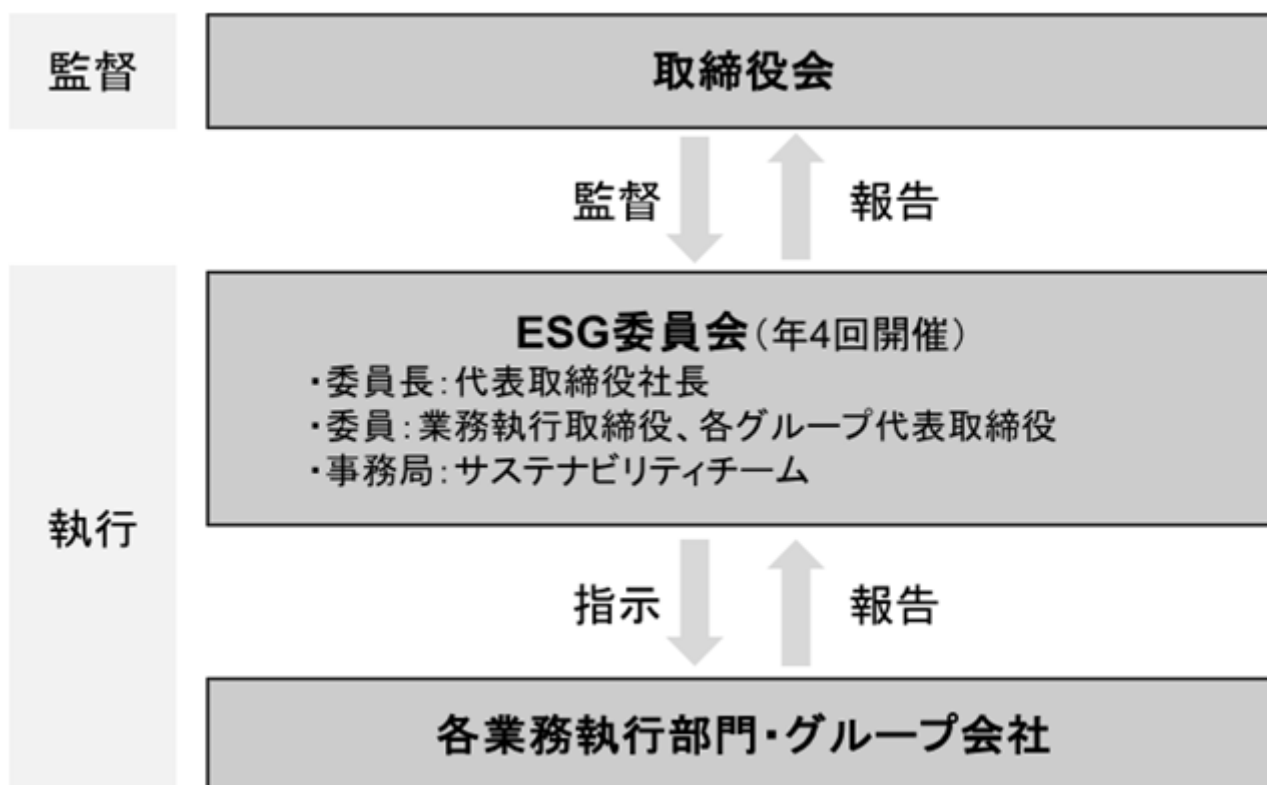 監督
取締役会
監督
報告
ESG委員会(年4回開催)
・委員長:代表取締役社長
・委員:業務執行取締役、各グループ代表取締役
・事務局:サステナビリティチーム
執行
指示
報告
各業務執行部門・グループ会社